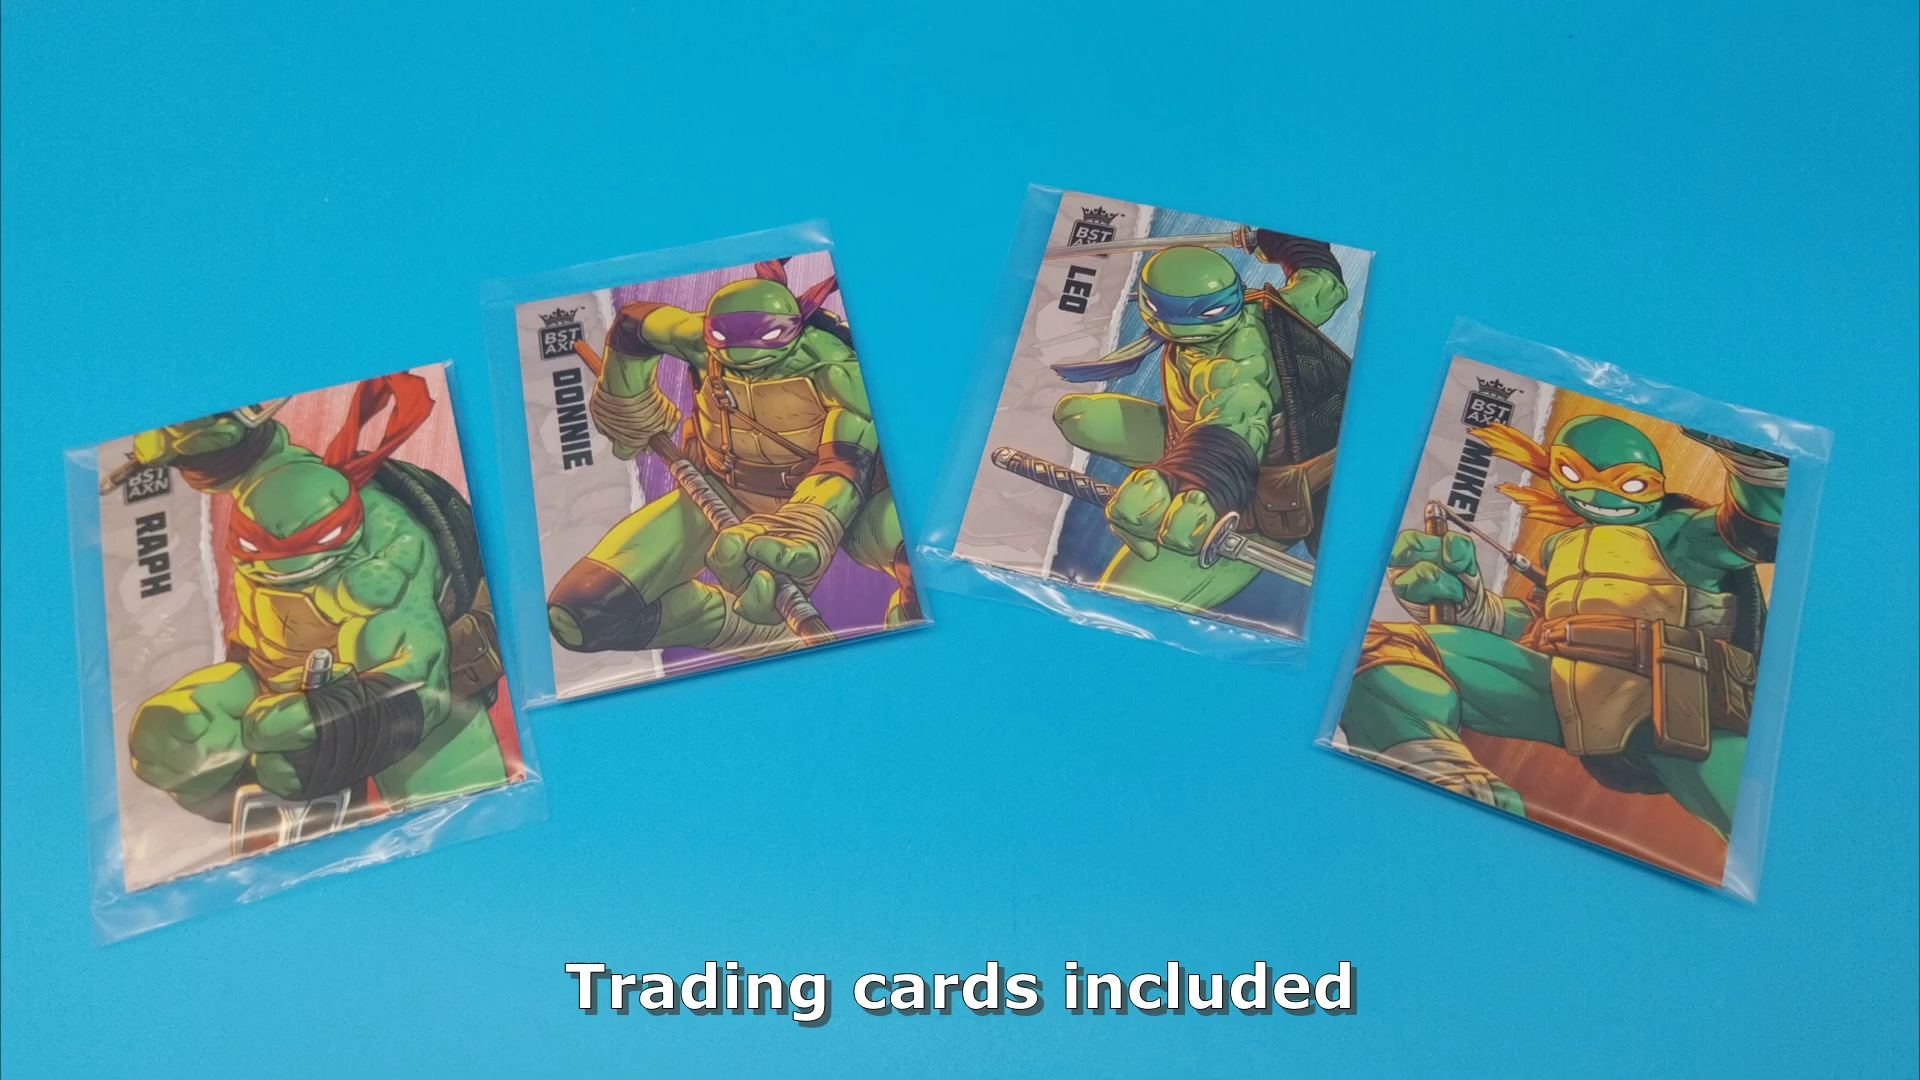 BST
AXN
RAPH
BST
AXN
DONNIE
BST
AXN
LEO
BST
AXN
MIKEY
Trading cards included